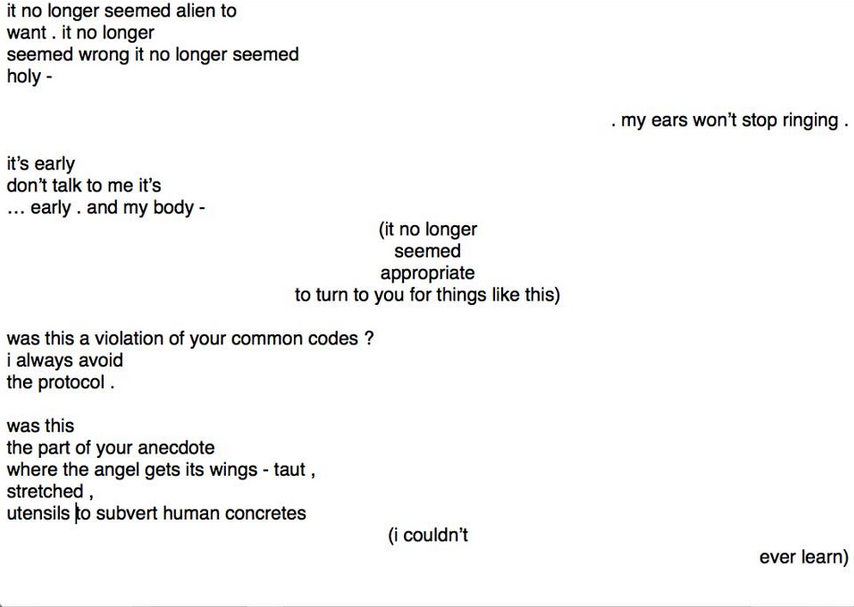 it no longer seemed alien to
want . it no longer
seemed wrong it no longer seemed
holy -
. my ears won’t stop ringing .
it’s early
don’t talk to me it’s
… early . and my body -
(it no longer
seemed
appropriate
to turn to you for things like this)
was this a violation of your common codes ?
i always avoid
the protocol .
was this
the part of your anecdote
where the angel gets its wings - taut ,
stretched ,
utensils to subvert human concretes
(i couldn’t
ever learn)